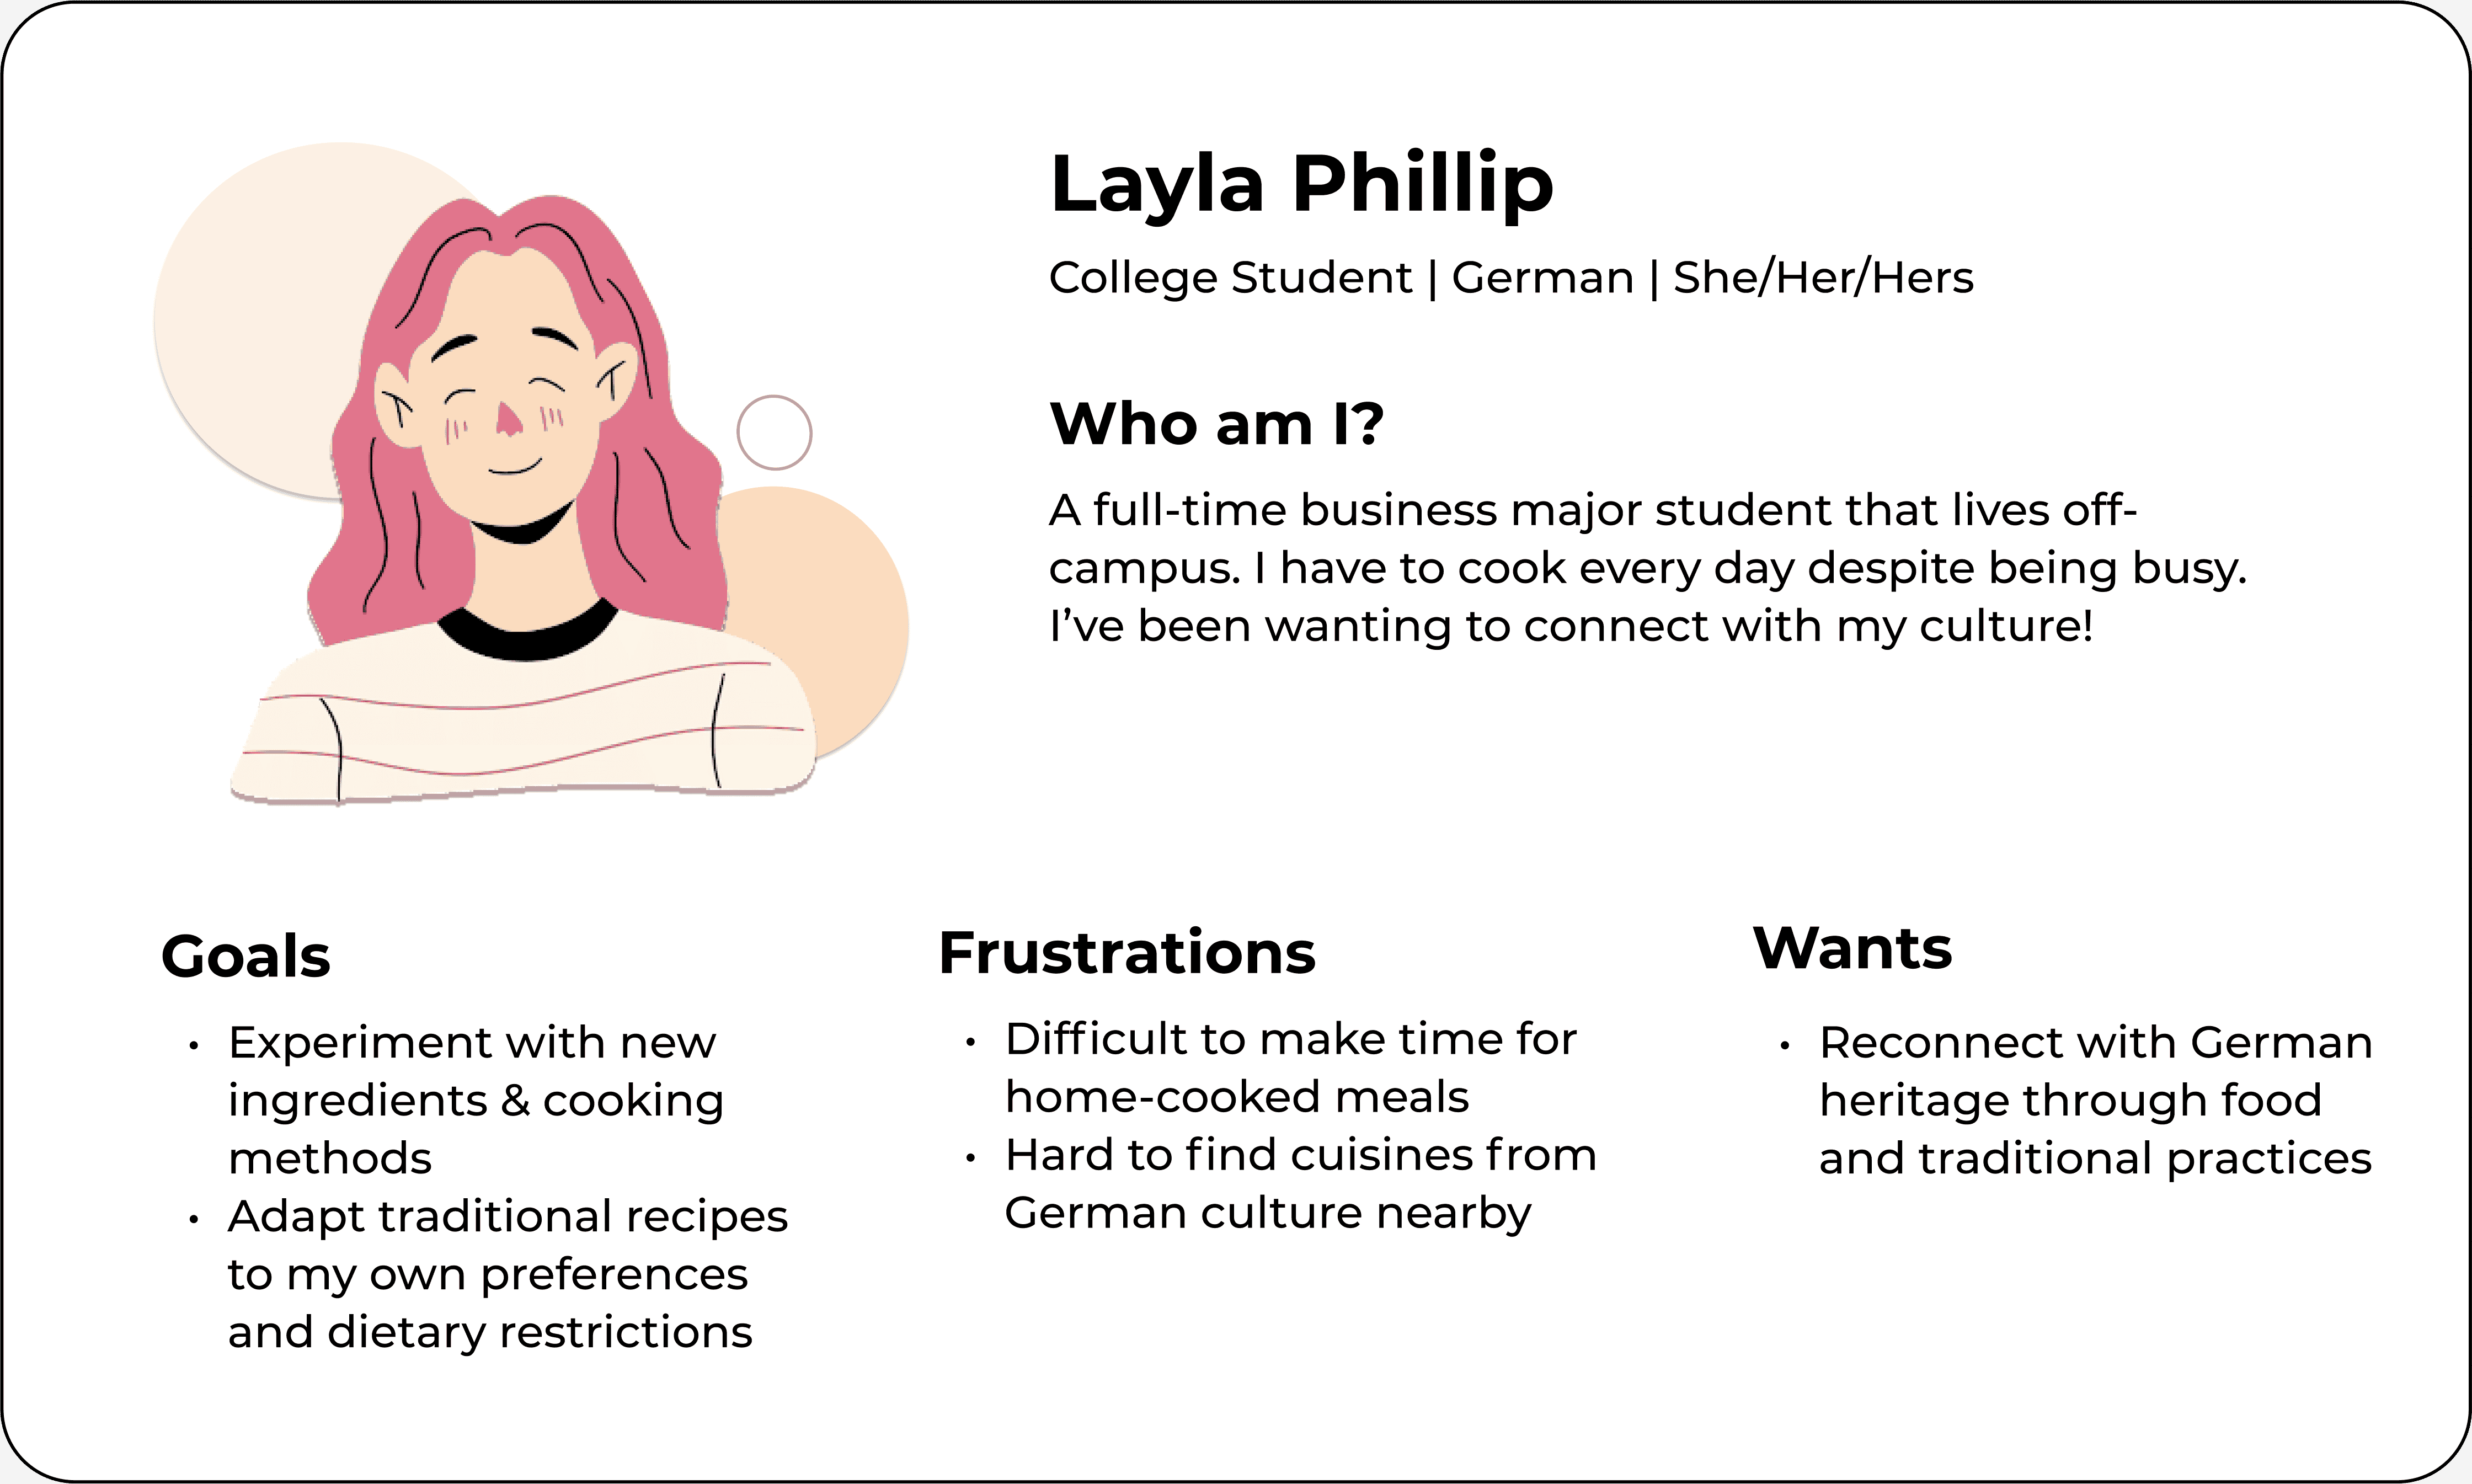 Layla Phillip
College Student | German | She/Her/Hers
Who am I?
A full-time business major student that lives off-
campus. I have to cook every day despite being busy.
I’ve been wanting to connect with my culture!
Goals
• Experiment with new
ingredients & cooking
methods
• Adapt traditional recipes
to my own preferences
and dietary restrictions
Frustrations
• Difficult to make time for
home-cooked meals
• Hard to find cuisines from
German culture nearby
Wants
• Reconnect with German
heritage through food
and traditional practices